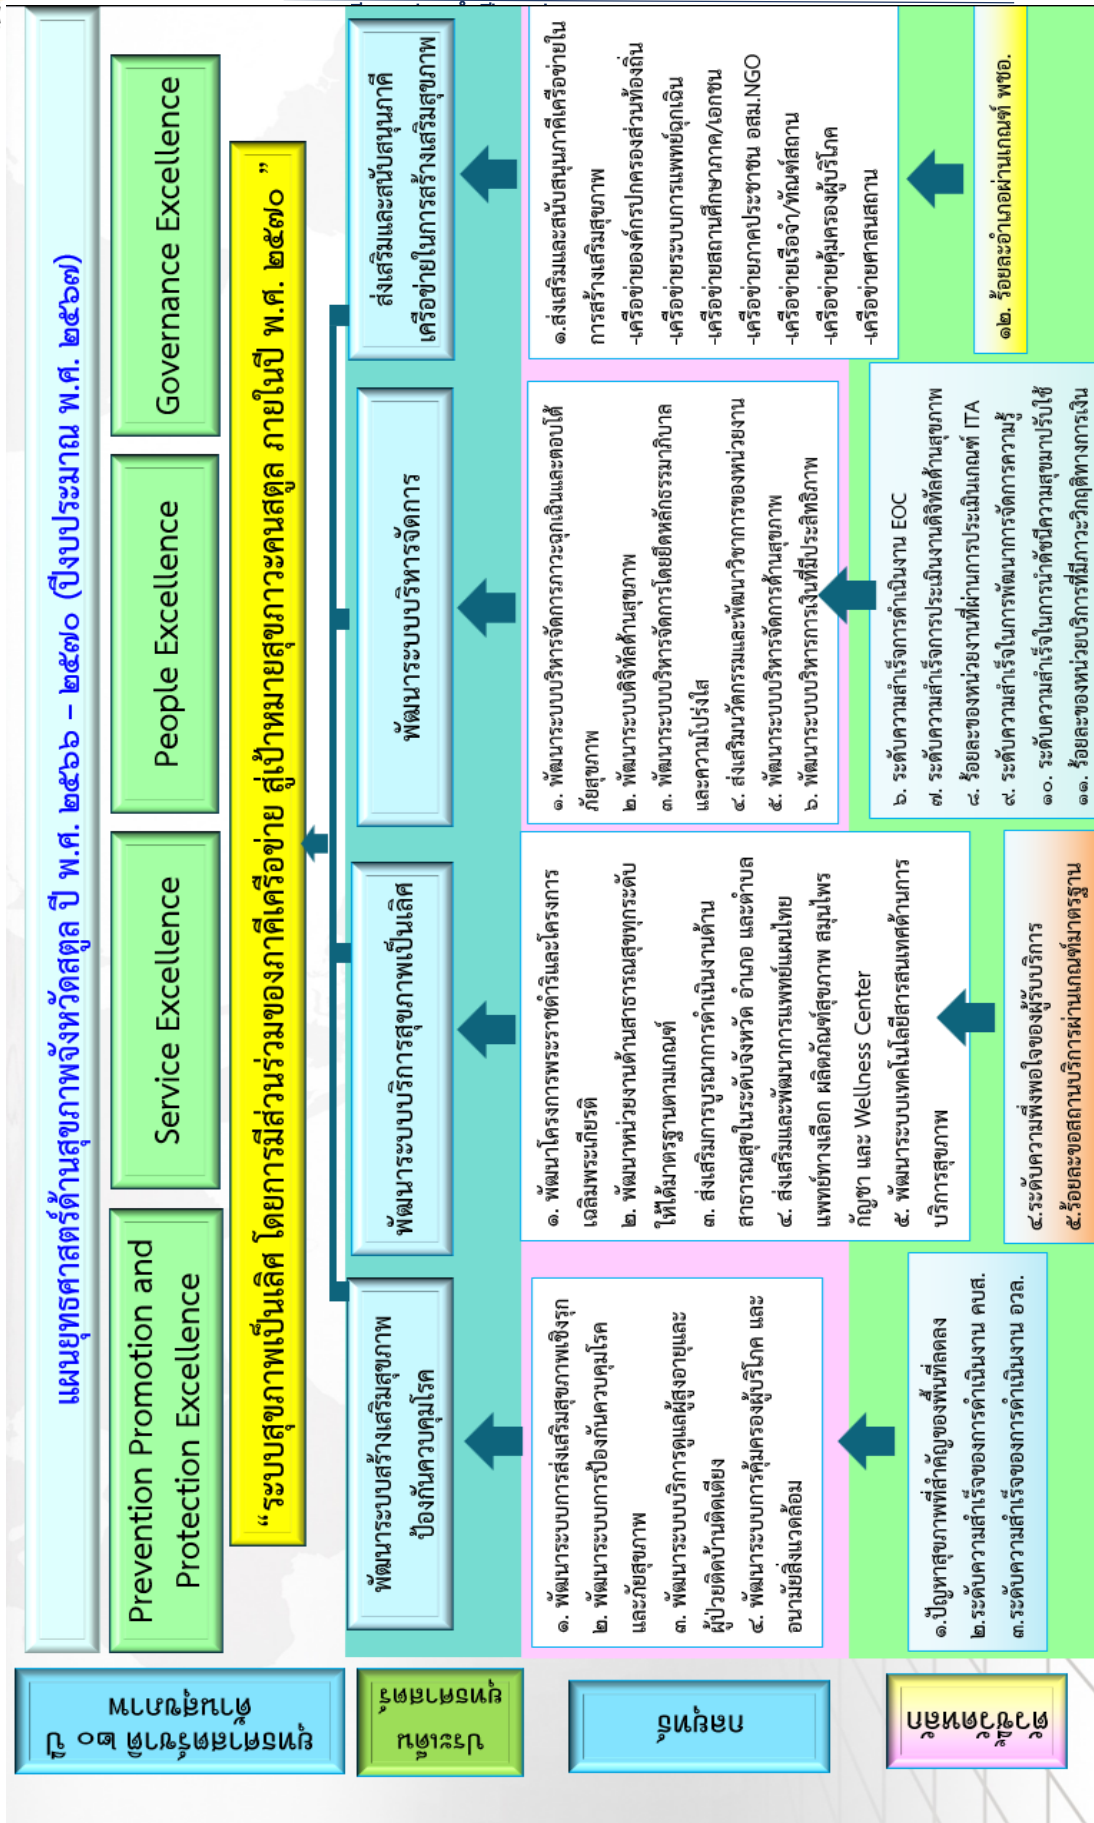 แผนยุทธศาสตร์ด้านสุขภาพจังหวัดสตูล ปี พ.ศ. ๒๕๖๖ – ๒๕๗๐ (ปีงบประมาณ พ.ศ. ๒๕๖๗)
ยุทธศาสตร์ชาติ ๒๐ ปี
ด้านสุขภาพ
Prevention Promotion and
Protection Excellence
Service Excellence
People Excellence
Governance Excellence
“ระบบสุขภาพเป็นเลิศ โดยการมีส่วนร่วมของภาคีเครือข่าย สู่เป้าหมายสุขภาวะคนสตูล ภายในปี พ.ศ. ๒๕๗๐ ”
ประเด็น
ยุทธศาสตร์
พัฒนาระบบสร้างเสริมสุขภาพ
ป้องกันควบคุมโรค
พัฒนาระบบบริการสุขภาพเป็นเลิศ
พัฒนาระบบบริหารจัดการ
ส่งเสริมและสนับสนุนภาคี
เครือข่ายในการสร้างเสริมสุขภาพ
กลยุทธ์
๑. พัฒนาระบบการส่งเสริมสุขภาพเชิงรุก
๒. พัฒนาระบบการป้องกันควบคุมโรค
และภัยสุขภาพ
๓. พัฒนาระบบบริการดูแลผู้สูงอายุและ
ผู้ป่วยติดบ้านติดเตียง
๔. พัฒนาระบบการคุ้มครองผู้บริโภค และ
อนามัยสิ่งแวดล้อม
๑. พัฒนาโครงการพระราชดำริและโครงการ
เฉลิมพระเกียรติ
๒. พัฒนาหน่วยงานด้านสาธารณสุขทุกระดับ
ให้ได้มาตรฐานตามเกณฑ์
๓. ส่งเสริมการบูรณาการดำเนินงานด้าน
สาธารณสุขในระดับจังหวัด อำเภอ และตำบล
๔. ส่งเสริมและพัฒนาการแพทย์แผนไทย
แพทย์ทางเลือก ผลิตภัณฑ์สุขภาพ สมุนไพร
กัญชา และ Wellness Center
๕. พัฒนาระบบเทคโนโลยีสารสนเทศด้านการ
บริการสุขภาพ
๑. พัฒนาระบบบริหารจัดการภาวะฉุกเฉินและตอบโต้
ภัยสุขภาพ
๒. พัฒนาระบบดิจิทัลด้านสุขภาพ
๓. พัฒนาระบบบริหารจัดการโดยยึดหลักธรรมาภิบาล
และความโปร่งใส
๔. ส่งเสริมนวัตกรรมและพัฒนาวิชาการของหน่วยงาน
๕. พัฒนาระบบบริหารจัดการด้านสุขภาพ
๖. พัฒนาระบบบริหารการเงินที่มีประสิทธิภาพ
๑.ส่งเสริมและสนับสนุนภาคีเครือข่ายใน
การสร้างเสริมสุขภาพ
-เครือข่ายองค์กรปกครองส่วนท้องถิ่น
-เครือข่ายระบบการแพทย์ฉุกเฉิน
-เครือข่ายสถานศึกษาภาค/เอกชน
-เครือข่ายภาคประชาชน อสม.NGO
-เครือข่ายเรือจำ/ทัณฑ์สถาน
-เครือข่ายคุ้มครองผู้บริโภค
-เครือขายศาสนสถาน
ตัวชี้วัดหลัก
๑.ปัญหาสุขภาพที่สำคัญของพื้นที่ลดลง
๒.ระดับความสำเร็จของการดำเนินงาน คบส.
๓.ระดับความสำเร็จของการดำเนินงาน อวล.
๔.ระดับความพึงพอใจของผู้รับบริการ
๕.ร้อยละขอสถานบริการผ่านเกณฑ์มาตรฐาน
๖. ระดับความสำเร็จการดำเนินงาน EOC
๗. ระดับความสำเร็จการประเมินงานดิจิทัลด้านสุขภาพ
๘. ร้อยละของหน่วยงานที่ผ่านการประเมินเกณฑ์ ITA
๙. ระดับความสำเร็จในการพัฒนาการจัดการความรู้
๑๐. ระดับความสำเร็จในการนำดัชนีความสุขมาปรับใช้
๑๑. ร้อยละของหน่วยบริการที่มีภาวะวิกฤติทางการเงิน
๑๒. ร้อยละอำเภอผ่านเกณฑ์ พชอ.